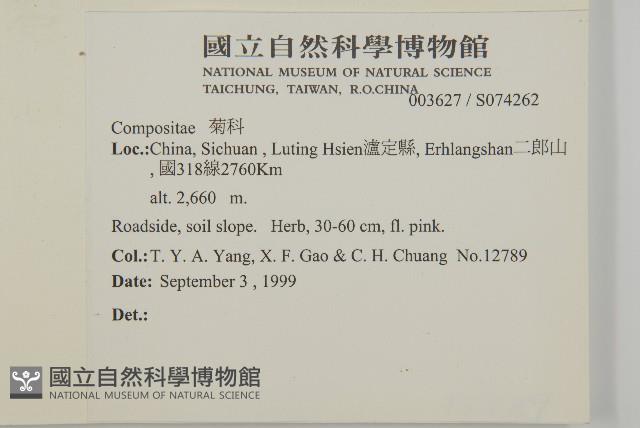 國立自然科學博物館
NATIONAL MUSEUM OF NATURAL SCIENCE
TAICHUNG, TAIWAN, R.O.CHINA
003627 / S074262
Compositae 菊科
Loc.:China, Sichuan , Luting Hsien瀘定縣, Erhlangshan二郎山
, 國318線2760Km
alt. 2,660 m.
Roadside, soil slope. Herb, 30-60 cm, fl. pink.
Col.: T. Y. A. Yang, X. F. Gao & C. H. Chuang No.12789
Date: September 3 , 1999
Det.:
國立自然科學博物館
NATIONAL MUSEUM OF NATURAL SCIENCE